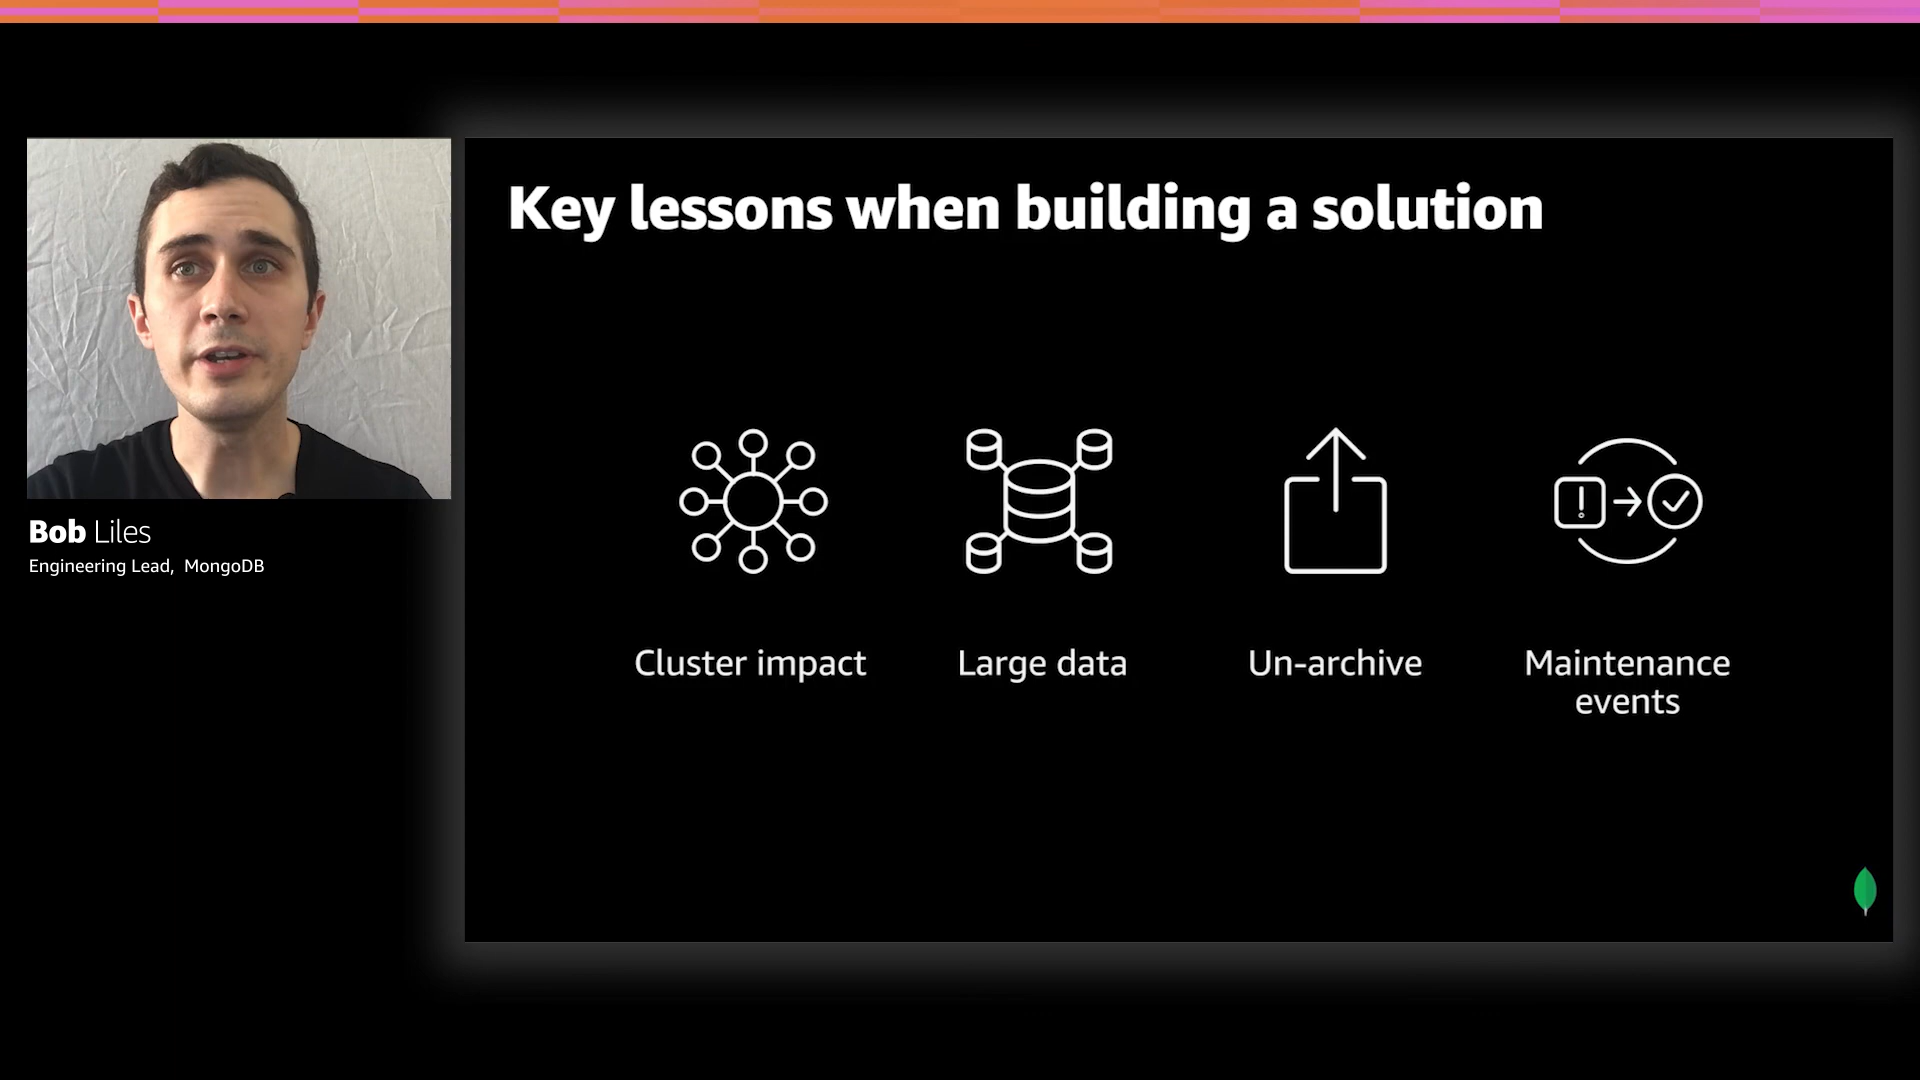 Key lessons when building a solution
Bob Liles
Engineering Lead, MongoDB
Cluster impact
Large data
Un-archive
Maintenance
events